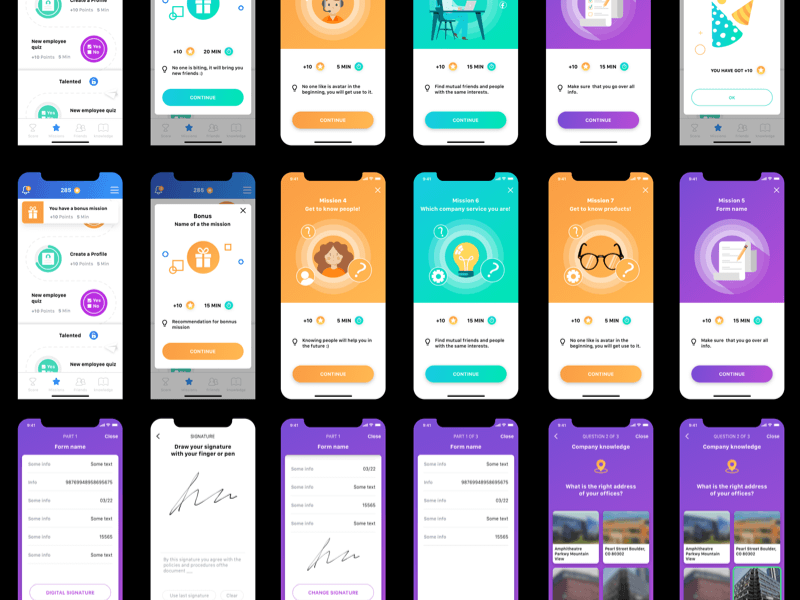 Create a Profile
+10 Points 5 Min
New employee
quiz
+10 Points 5 Min
Yes
No
Talented
New employee quiz
Missions
+10 20 MIN
No one is biting, it will bring you
new friends :)
CONTINUE
+10 5 MIN
No one like is avatar in the
beginning, you will get use to it.
CONTINUE
+10 15 MIN
Find mutual friends and people
with the same interests.
CONTINUE
+10 15 MIN
Make sure that you go over all
info.
CONTINUE
YOU HAVE GOT +10
OK
285
You have a bonus mission
+10 Points 5 Min
Create a Profile
+10 Points 5 Min
New employee
quiz
+10 Points 5 Min
Yes
No
Talented
New employee quiz
285
Bonus
Name of a the mission
+10 15 MIN
Recommendation for bonnus
mission
CONTINUE
9:41
Mission 4
Get to know people!
+10 5 MIN
Knowing people will help you in
the future :)
CONTINUE
9:41
Mission 6
Which company service you are!
+10 15 MIN
Find mutual friends and people
with the same interests.
CONTINUE
9:41
Mission 7
Get to know products!
+10 5 MIN
No one like is avatar in the
beginning, you will get use to it.
CONTINUE
9:41
Mission 5
Form name
+10 15 MIN
Make sure that you go over all
info.
CONTINUE
9:41
PART 1 Close
Form name
Some info Some text
Info 98769948958695675
Some info 03/22
Some info Some text
Some info 15565
Some info Some text
DIGITAL SIGNATURE
SIGNATURE
Draw your signature
with your finger or pen
By this signature you agree with the
policies and procedures ofthe
document
Use last signature Clear
9:41
PART 1 Close
Form name
Some info 03/22
Some info Some text
Some info 15565
Some info Some text
CHANGE SIGNATURE
9:41
PART 1 OF 3 Close
Form name
Some info Some text
Some info 98769948958695675
Some info 03/22
Some info Some text
Some info 15565
9:41
QUESTION 2 OF 3 Close
Company knowledge
What is the right address
of your offices?
Amphitheatre
Parkey Mountain
View
Pearl Street Boulder,
CO 80302
9:41
QUESTION 2 OF 3 Close
Company knowledge
What is the right address
of your offices?
Amphitheatre
Parkey Mountain
View
Pearl Street Boulder,
CO 80302